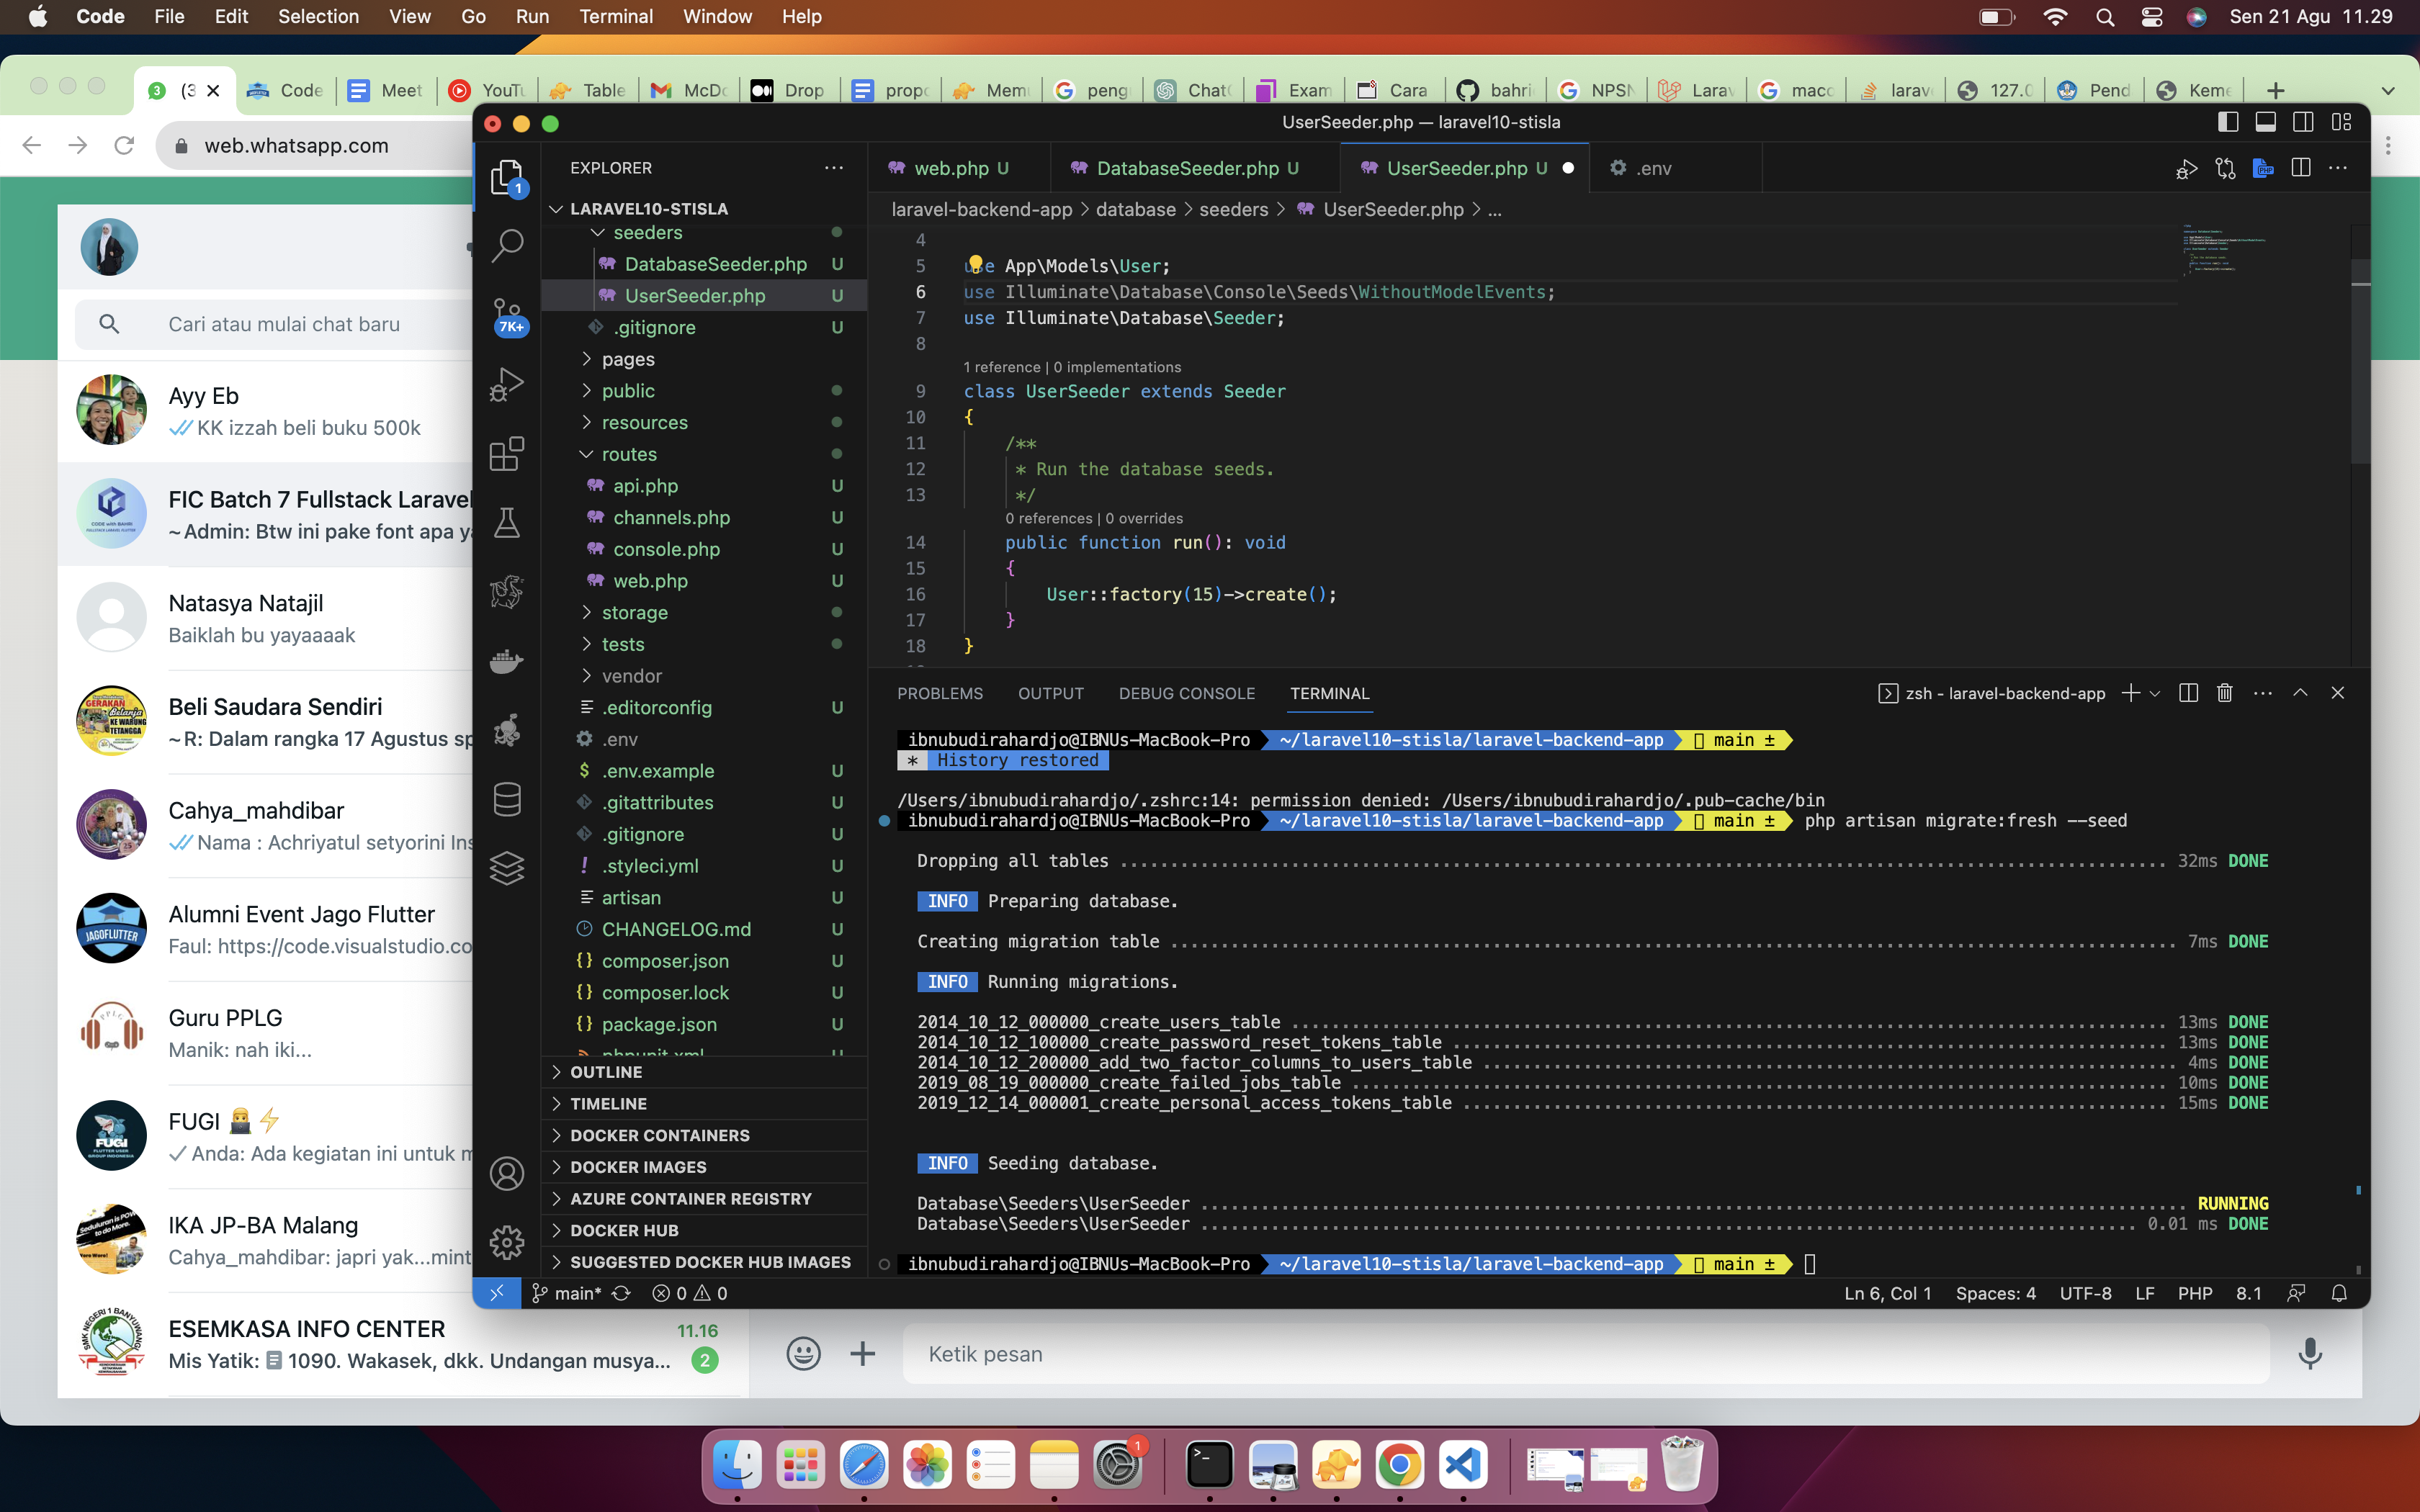 Code File Edit Selection View Go Run Terminal Window Help Sen 21 Agu 11.29
3 (3 Code Meet YouTu Table McDo Drop propo Memu peng ChatG Exam Cara bahri NPSN Larav maco larav 127.0 Pend Keme
web.whatsapp.com
Cari atau mulai chat baru
Ayy Eb
KK izzah beli buku 500k
FIC Batch 7 Fullstack Laravel
~ Admin: Btw ini pake font apa ya
Natasya Natajil
Baiklah bu yayaaaak
Beli Saudara Sendiri
~ R: Dalam rangka 17 Agustus sp
Cahya_mahdibar
Nama : Achriyatul setyorini Ins
Alumni Event Jago Flutter
Faul: https://code.visualstudio.co
Guru PPLG
Manik: nah iki...
FUGI 👨‍💻⚡
Anda: Ada kegiatan ini untuk m
IKA JP-BA Malang
Cahya_mahdibar: japri yak...mint
ESEMKASA INFO CENTER 11.16
Mis Yatik: 1090. Wakasek, dkk. Undangan musya... 2
Ketik pesan
UserSeeder.php — laravel10-stisla
1
7K+
EXPLORER
LARAVEL10-STISLA
seeders
DatabaseSeeder.php U
UserSeeder.php U
.gitignore U
pages
public
resources
routes
api.php U
channels.php U
console.php U
web.php U
storage
tests
vendor
.editorconfig U
.env
$ .env.example U
.gitattributes U
.gitignore U
! .styleci.yml U
artisan U
CHANGELOG.md U
{} composer.json U
{} composer.lock U
{} package.json U
phpunit.xml U
OUTLINE
TIMELINE
DOCKER CONTAINERS
DOCKER IMAGES
AZURE CONTAINER REGISTRY
DOCKER HUB
SUGGESTED DOCKER HUB IMAGES
web.php U DatabaseSeeder.php U UserSeeder.php U .env
laravel-backend-app > database > seeders > UserSeeder.php > ...
4
5 use App\Models\User;
6 use Illuminate\Database\Console\Seeds\WithoutModelEvents;
7 use Illuminate\Database\Seeder;
8
1 reference | 0 implementations
9 class UserSeeder extends Seeder
10 {
11 /**
12 * Run the database seeds.
13 */
0 references | 0 overrides
14 public function run(): void
15 {
16 User::factory(15)->create();
17 }
18 }
PROBLEMS OUTPUT DEBUG CONSOLE TERMINAL zsh - laravel-backend-app
ibnubudirahardjo@IBNUs-MacBook-Pro ~/laravel10-stisla/laravel-backend-app main ±
* History restored
/Users/ibnubudirahardjo/.zshrc:14: permission denied: /Users/ibnubudirahardjo/.pub-cache/bin
ibnubudirahardjo@IBNUs-MacBook-Pro ~/laravel10-stisla/laravel-backend-app main ± php artisan migrate:fresh --seed
Dropping all tables ........ 32ms DONE
INFO Preparing database.
Creating migration table ........ 7ms DONE
INFO Running migrations.
2014_10_12_000000_create_users_table ........ 13ms DONE
2014_10_12_100000_create_password_reset_tokens_table ........ 13ms DONE
2014_10_12_200000_add_two_factor_columns_to_users_table ........ 4ms DONE
2019_08_19_000000_create_failed_jobs_table ........ 10ms DONE
2019_12_14_000001_create_personal_access_tokens_table ........ 15ms DONE
INFO Seeding database.
Database\Seeders\UserSeeder ........ RUNNING
Database\Seeders\UserSeeder ........ 0.01 ms DONE
ibnubudirahardjo@IBNUs-MacBook-Pro ~/laravel10-stisla/laravel-backend-app main ±
main* 0 0 Ln 6, Col 1 Spaces: 4 UTF-8 LF PHP 8.1
1